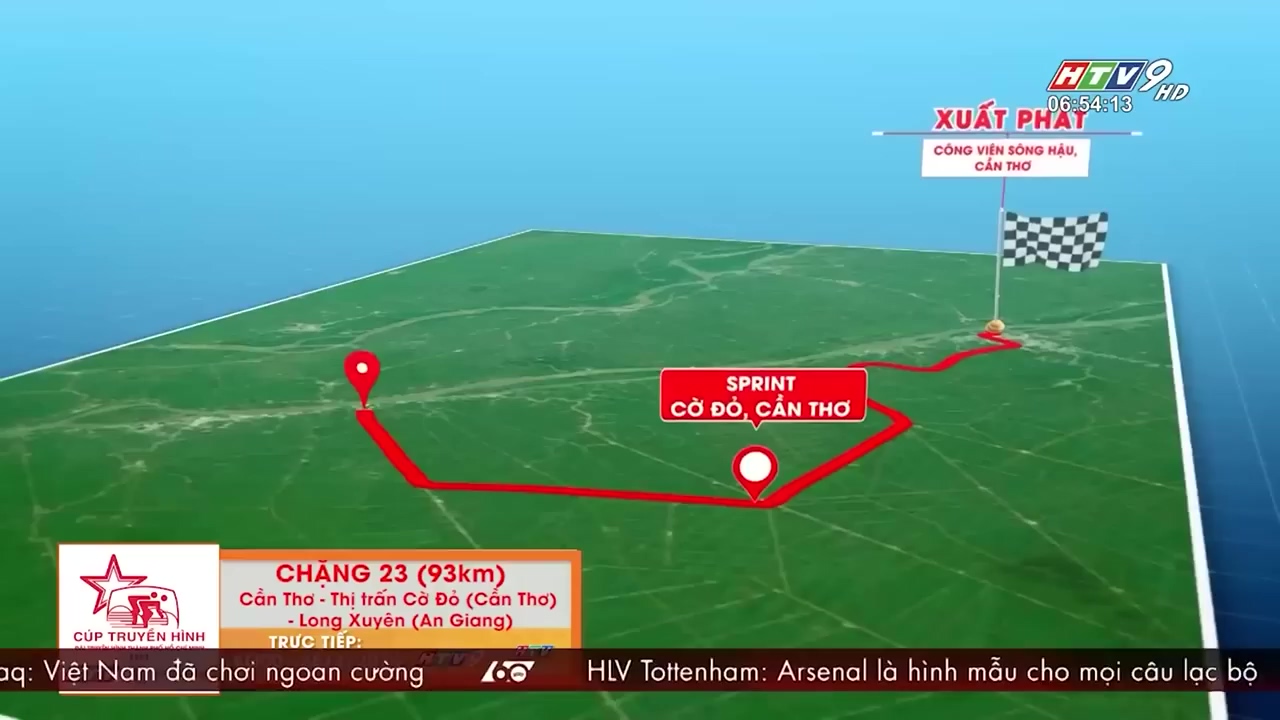 HTV9 HD
06:54:13
XUẤT PHÁT
CÔNG VIÊN SÔNG HẬU,
CẦN THƠ
SPRINT
CỜ ĐỎ, CẦN THƠ
CHẶNG 23 (93km)
Cần Thơ - Thị trấn Cờ Đỏ (Cần Thơ)
- Long Xuyên (An Giang)
TRỰC TIẾP:
CÚP TRUYỀN HÌNH
aq: Việt Nam đã chơi ngoan cường
60 HLV Tottenham: Arsenal là hình mẫu cho mọi câu lạc bộ